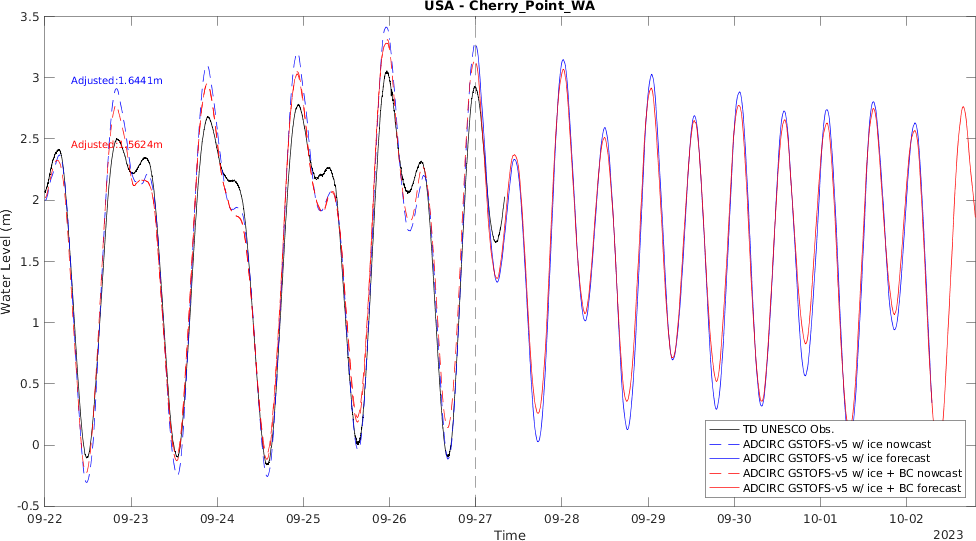 USA - Cherry_Point_WA
3.5
3
2.5
2
1.5
1
0.5
0
-0.5
Water Level (m)
Adjusted:1.6441m
Adjusted:1.5624m
TD UNESCO Obs.
ADCIRC GSTOFS-v5 w/ ice nowcast
ADCIRC GSTOFS-v5 w/ ice forecast
ADCIRC GSTOFS-v5 w/ ice + BC nowcast
ADCIRC GSTOFS-v5 w/ ice + BC forecast
09-22 09-23 09-24 09-25 09-26 09-27 09-28 09-29 09-30 10-01 10-02
Time
2023